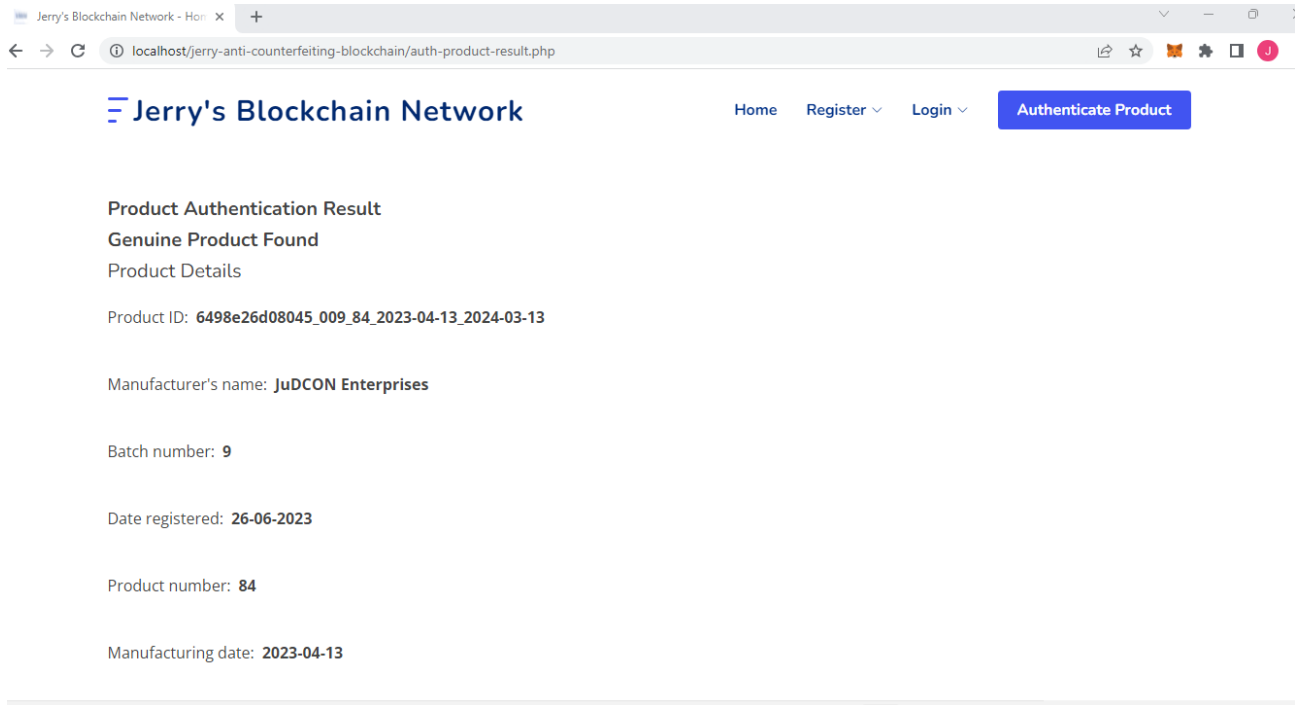 Jerry's Blockchain Network - Hom
localhost/jerry-anti-counterfeiting-blockchain/auth-product-result.php
J
Jerry's Blockchain Network
Home Register Login Authenticate Product
Product Authentication Result
Genuine Product Found
Product Details
Product ID: 6498e26d08045_009_84_2023-04-13_2024-03-13
Manufacturer's name: JuDCON Enterprises
Batch number: 9
Date registered: 26-06-2023
Product number: 84
Manufacturing date: 2023-04-13